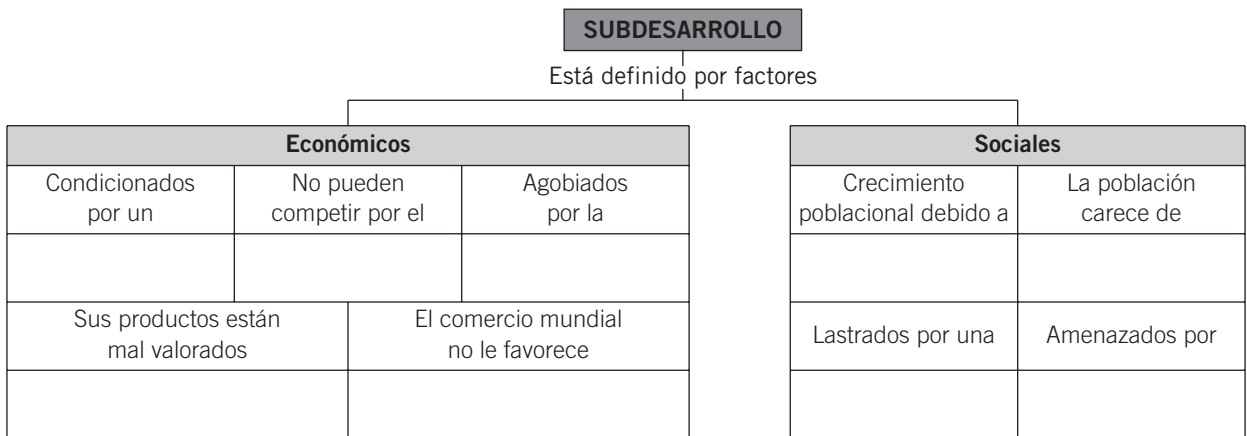 SUBDESARROLLO
Está definido por factores
Económicos
Condicionados
por un
No pueden
competir por el
Agobiados
por la
Sus productos están
mal valorados
El comercio mundial
no le favorece
Sociales
Crecimiento
poblacional debido a
La población
carece de
Lastrados por una
Amenazados por